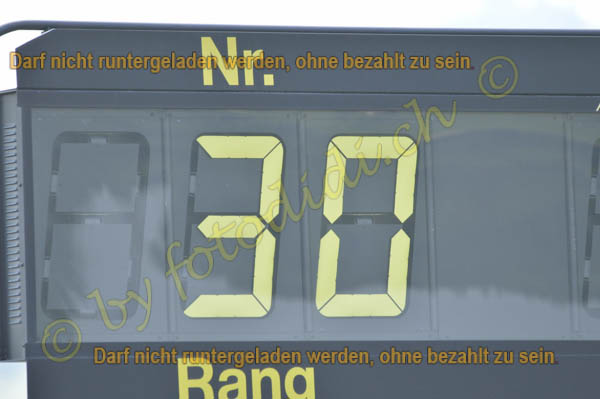 Nr.
Darf nicht runtergeladen werden, ohne bezahlt zu sein. ©
30
© by fotodidi.ch
Darf nicht runtergeladen werden, ohne bezahlt zu sein.
Rang